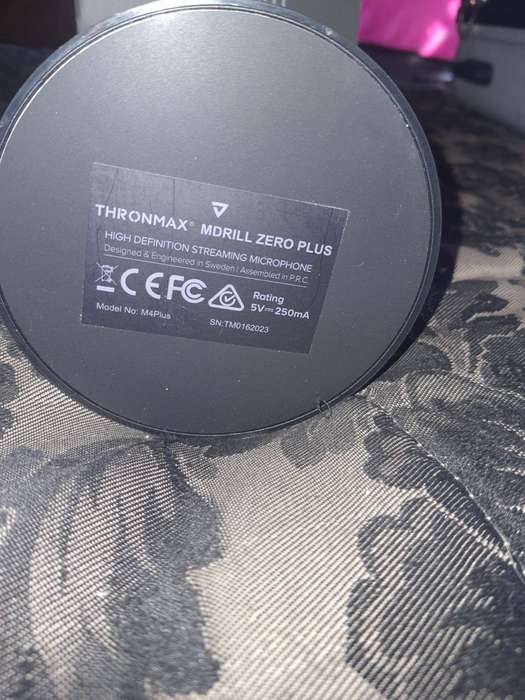 THRONMAX® MDRILL ZERO PLUS
HIGH DEFINITION STREAMING MICROPHONE
Designed & Engineered in Sweden | Assembled in P.R.C
CE FC Rating
5V⎓250mA
Model No: M4Plus SN:TM0162023